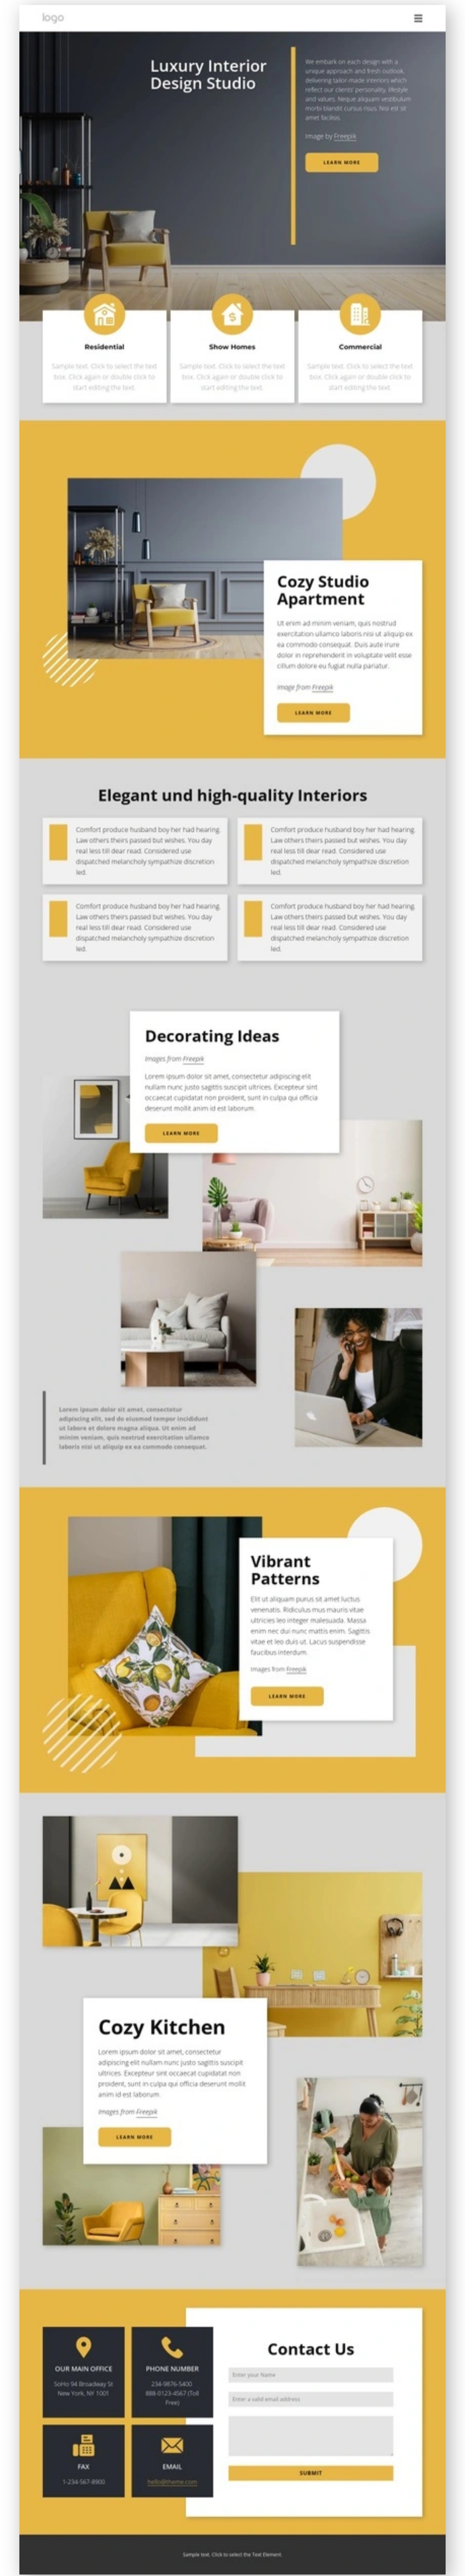 logo
Luxury Interior
Design Studio
We embark on each design with a
unique approach and fresh outlook,
delivering tailor-made interiors which
reflect our clients' personality, lifestyle
and values. Neque aliquam vestibulum
morbi blandit cursus risus. Nisi est sit
amet facilisis.
Image by Freepik
LEARN MORE
Residential
Sample text. Click to select the text
box. Click again or double click to
start editing the text.
Show Homes
Sample text. Click to select the text
box. Click again or double click to
start editing the text.
Commercial
Sample text. Click to select the text
box. Click again or double click to
start editing the text.
Cozy Studio
Apartment
Ut enim ad minim veniam, quis nostrud
exercitation ullamco laboris nisi ut aliquip ex
ea commodo consequat. Duis aute irure
dolor in reprehenderit in voluptate velit esse
cillum dolore eu fugiat nulla pariatur.
Image from Freepik
LEARN MORE
Elegant und high-quality Interiors
Comfort produce husband boy her had hearing.
Law others theirs passed but wishes. You day
real less till dear read. Considered use
dispatched melancholy sympathize discretion
led.
Comfort produce husband boy her had hearing.
Law others theirs passed but wishes. You day
real less till dear read. Considered use
dispatched melancholy sympathize discretion
led.
Comfort produce husband boy her had hearing.
Law others theirs passed but wishes. You day
real less till dear read. Considered use
dispatched melancholy sympathize discretion
led.
Comfort produce husband boy her had hearing.
Law others theirs passed but wishes. You day
real less till dear read. Considered use
dispatched melancholy sympathize discretion
led.
Decorating Ideas
Images from Freepik
Lorem ipsum dolor sit amet, consectetur adipiscing elit
nullam nunc justo sagittis suscipit ultrices. Excepteur sint
occaecat cupidatat non proident, sunt in culpa qui officia
deserunt mollit anim id est laborum.
LEARN MORE
Lorem ipsum dolor sit amet, consectetur
adipiscing elit, sed do eiusmod tempor incididunt
ut labore et dolore magna aliqua. Ut enim ad
minim veniam, quis nostrud exercitation ullamco
laboris nisi ut aliquip ex ea commodo consequat.
Vibrant
Patterns
Elit ut aliquam purus sit amet luctus
venenatis. Ridiculus mus mauris vitae
ultricies leo integer malesuada. Massa
enim nec dui nunc mattis enim. Sagittis
vitae et leo duis ut. Lacus suspendisse
faucibus interdum.
Images from Freepik
LEARN MORE
Cozy Kitchen
Lorem ipsum dolor sit amet, consectetur
adipiscing elit nullam nunc justo sagittis suscipit
ultrices. Excepteur sint occaecat cupidatat non
proident, sunt in culpa qui officia deserunt mollit
anim id est laborum.
Images from Freepik
LEARN MORE
OUR MAIN OFFICE
SoHo 94 Broadway St
New York, NY 1001
PHONE NUMBER
234-9876-5400
888-0123-4567 (Toll
Free)
FAX
1-234-567-8900
EMAIL
hello@theme.com
Contact Us
Enter your Name
Enter a valid email address
SUBMIT
Sample text. Click to select the Text Element.